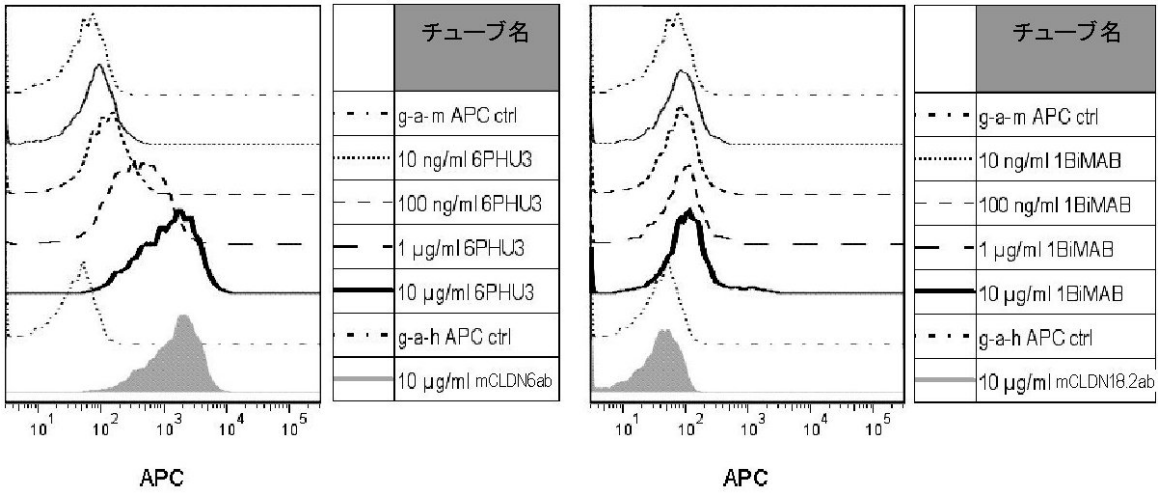 チューブ名
g-a-m APC ctrl
10 ng/ml 6PHU3
100 ng/ml 6PHU3
1 µg/ml 6PHU3
10 µg/ml 6PHU3
g-a-h APC ctrl
10 µg/ml mCLDN6ab
10¹ 10² 10³ 10⁴ 10⁵
APC
チューブ名
g-a-m APC ctrl
10 ng/ml 1BiMAB
100 ng/ml 1BiMAB
1 µg/ml 1BiMAB
10 µg/ml 1BiMAB
g-a-h APC ctrl
10 µg/ml mCLDN18.2ab
10¹ 10² 10³ 10⁴ 10⁵
APC